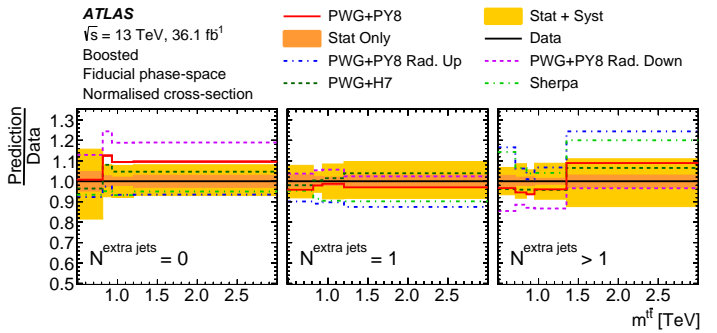 ATLAS
√s = 13 TeV, 36.1 fb¹
Boosted
Fiducial phase-space
Normalised cross-section
PWG+PY8
Stat Only
PWG+PY8 Rad. Up
PWG+H7
Stat + Syst
Data
PWG+PY8 Rad. Down
Sherpa
Prediction
Data
1.3
1.2
1.1
1.0
0.9
0.8
0.7
0.6
0.5
N^extra jets = 0
N^extra jets = 1
N^extra jets > 1
1.0 1.5 2.0 2.5
1.0 1.5 2.0 2.5
1.0 1.5 2.0 2.5
m^tt̄ [TeV]